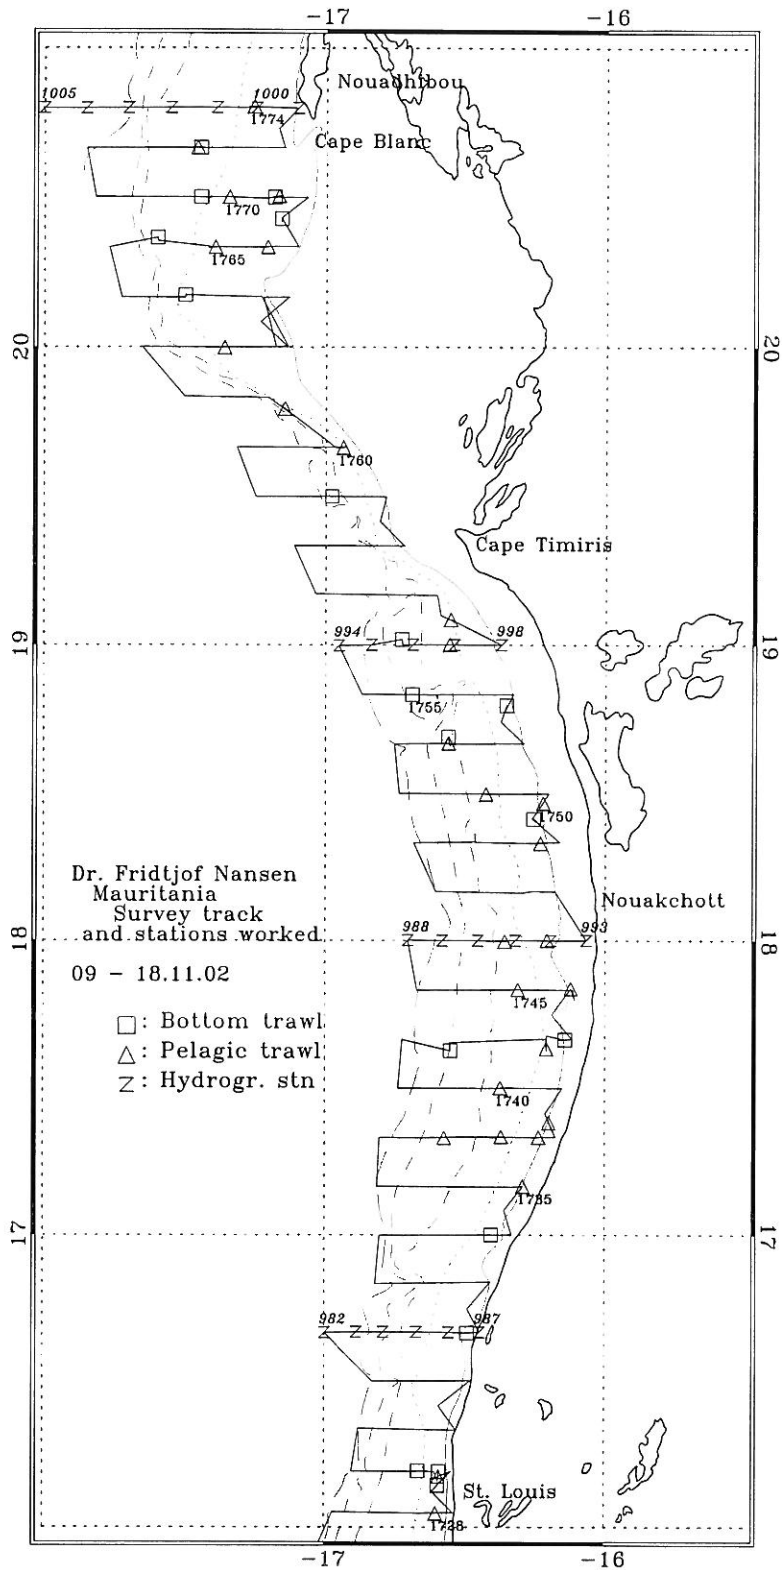 -17 -16
Nouadhibou
1005 1000
1774
Cape Blanc
1770
1765
20 20
1760
Cape Timiris
994 998
19 19
1755
1750
Dr. Fridtjof Nansen
Mauritania
Survey track
and stations worked
Nouakchott
988 993
18 18
09 - 18.11.02
1745
□: Bottom trawl
△: Pelagic trawl
Z: Hydrogr. stn
1740
1735
17 17
982 987
St. Louis
1728
-17 -16